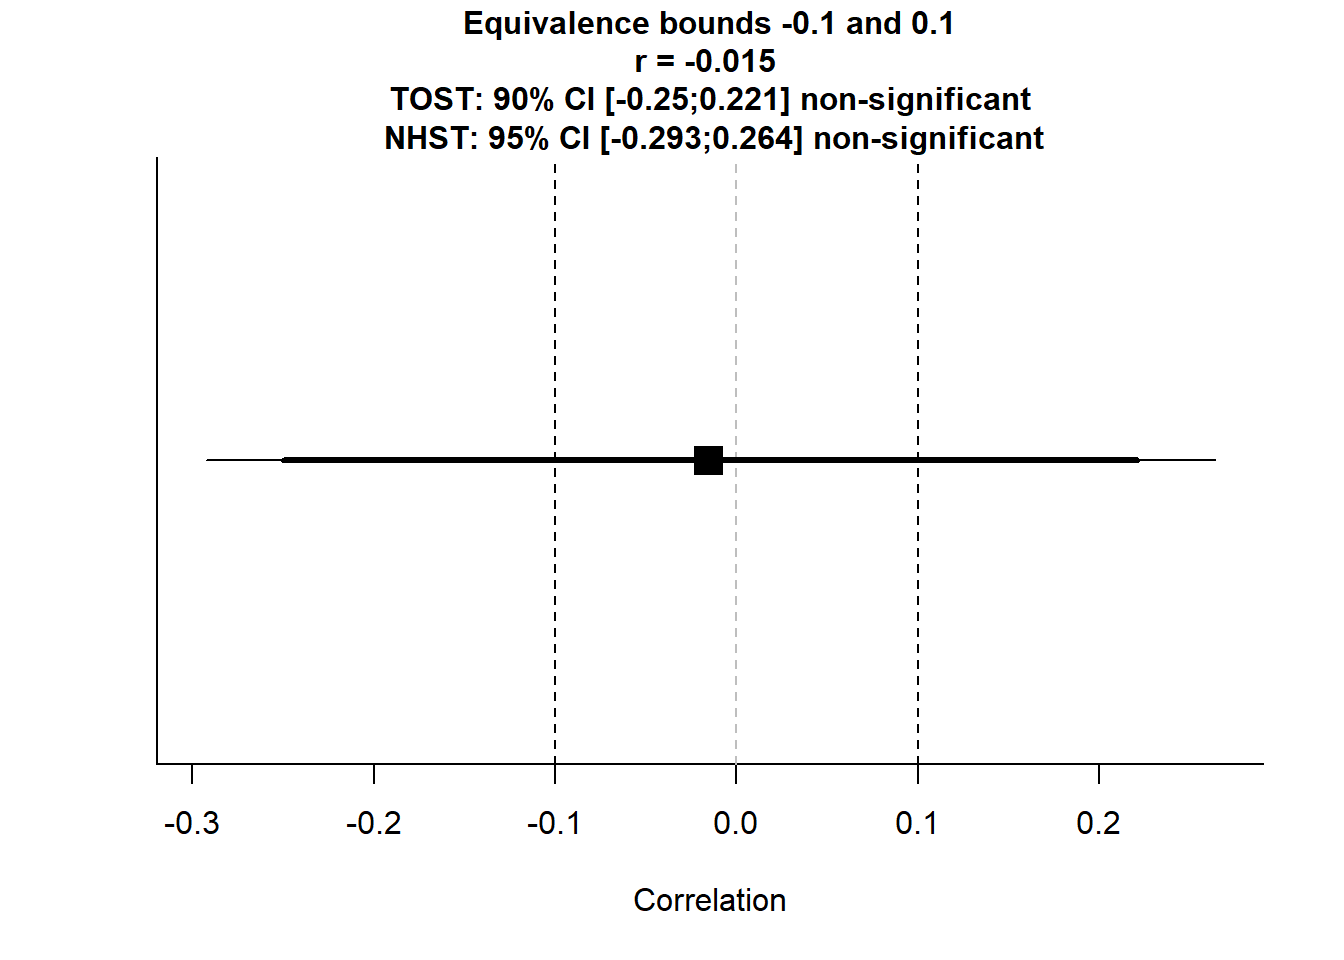 Equivalence bounds -0.1 and 0.1
r = -0.015
TOST: 90% CI [-0.25;0.221] non-significant
NHST: 95% CI [-0.293;0.264] non-significant
-0.3 -0.2 -0.1 0.0 0.1 0.2
Correlation